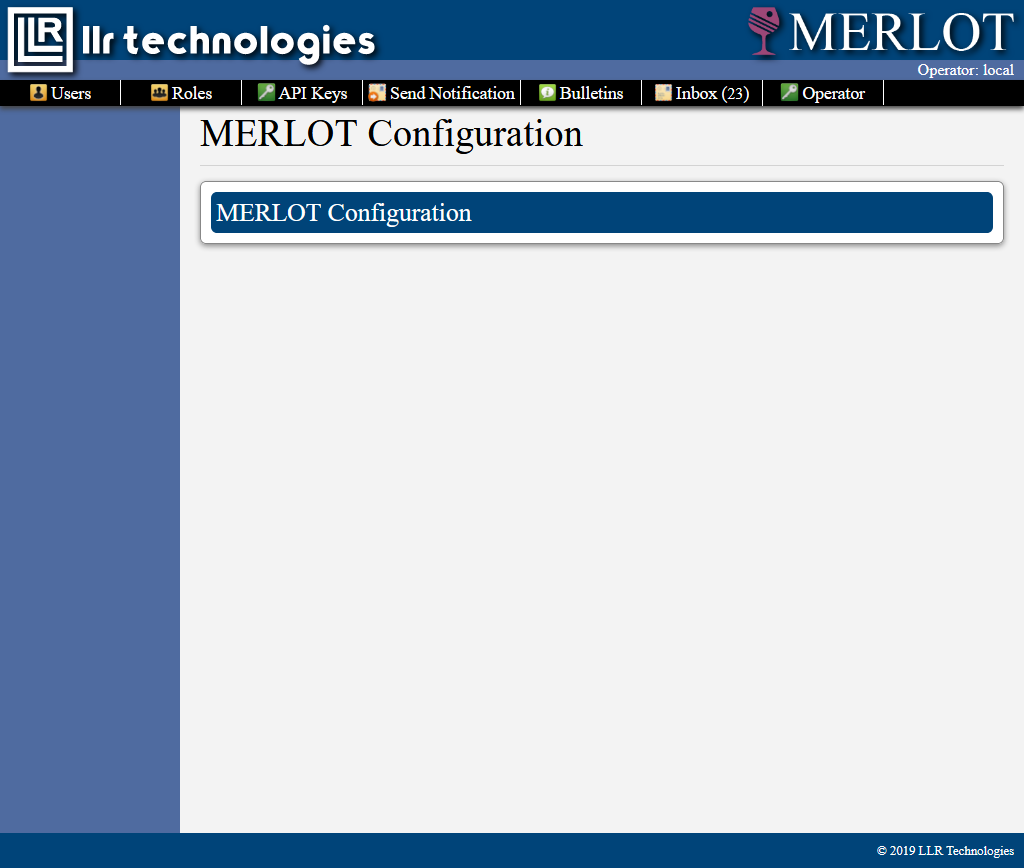 LLR llr technologies
MERLOT
Operator: local
Users Roles API Keys Send Notification Bulletins Inbox (23) Operator
MERLOT Configuration
MERLOT Configuration
© 2019 LLR Technologies